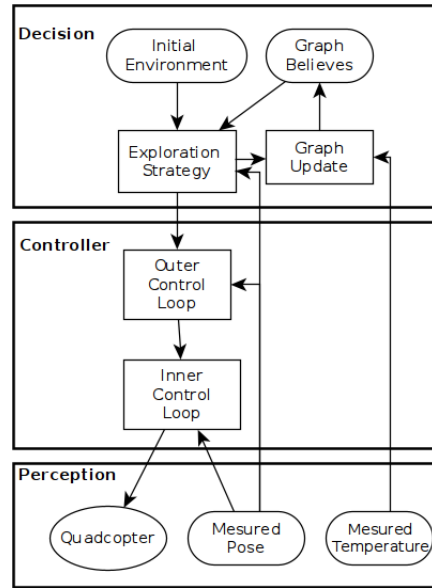 Decision
Initial
Environment
Graph
Believes
Exploration
Strategy
Graph
Update
Controller
Outer
Control
Loop
Inner
Control
Loop
Perception
Quadcopter
Mesured
Pose
Mesured
Temperature